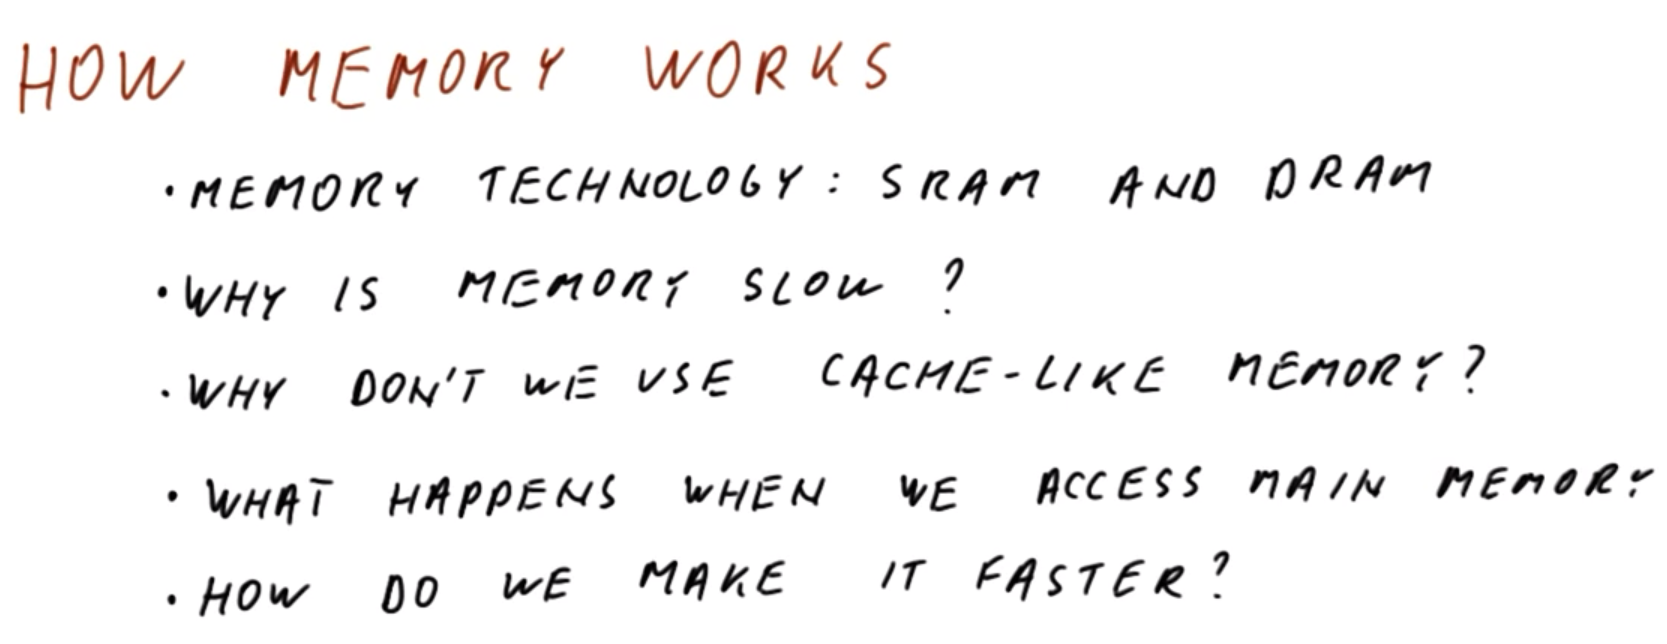 HOW MEMORY WORKS
• MEMORY TECHNOLOGY: SRAM AND DRAM
• WHY IS MEMORY SLOW ?
• WHY DON'T WE USE CACHE-LIKE MEMORY?
• WHAT HAPPENS WHEN WE ACCESS MAIN MEMORY
• HOW DO WE MAKE IT FASTER?